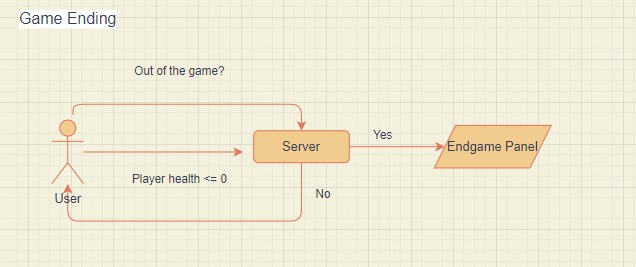 Game Ending
Out of the game?
Yes
Server
Endgame Panel
Player health <= 0
No
User